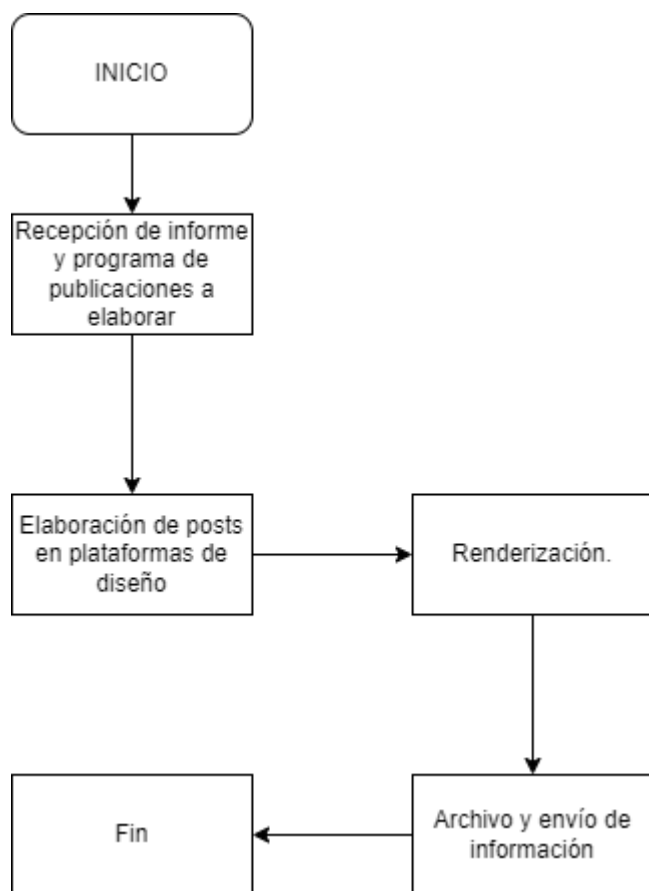 INICIO
Recepción de informe
y programa de
publicaciones a
elaborar
Elaboración de posts
en plataformas de
diseño
Renderización.
Archivo y envío de
información
Fin